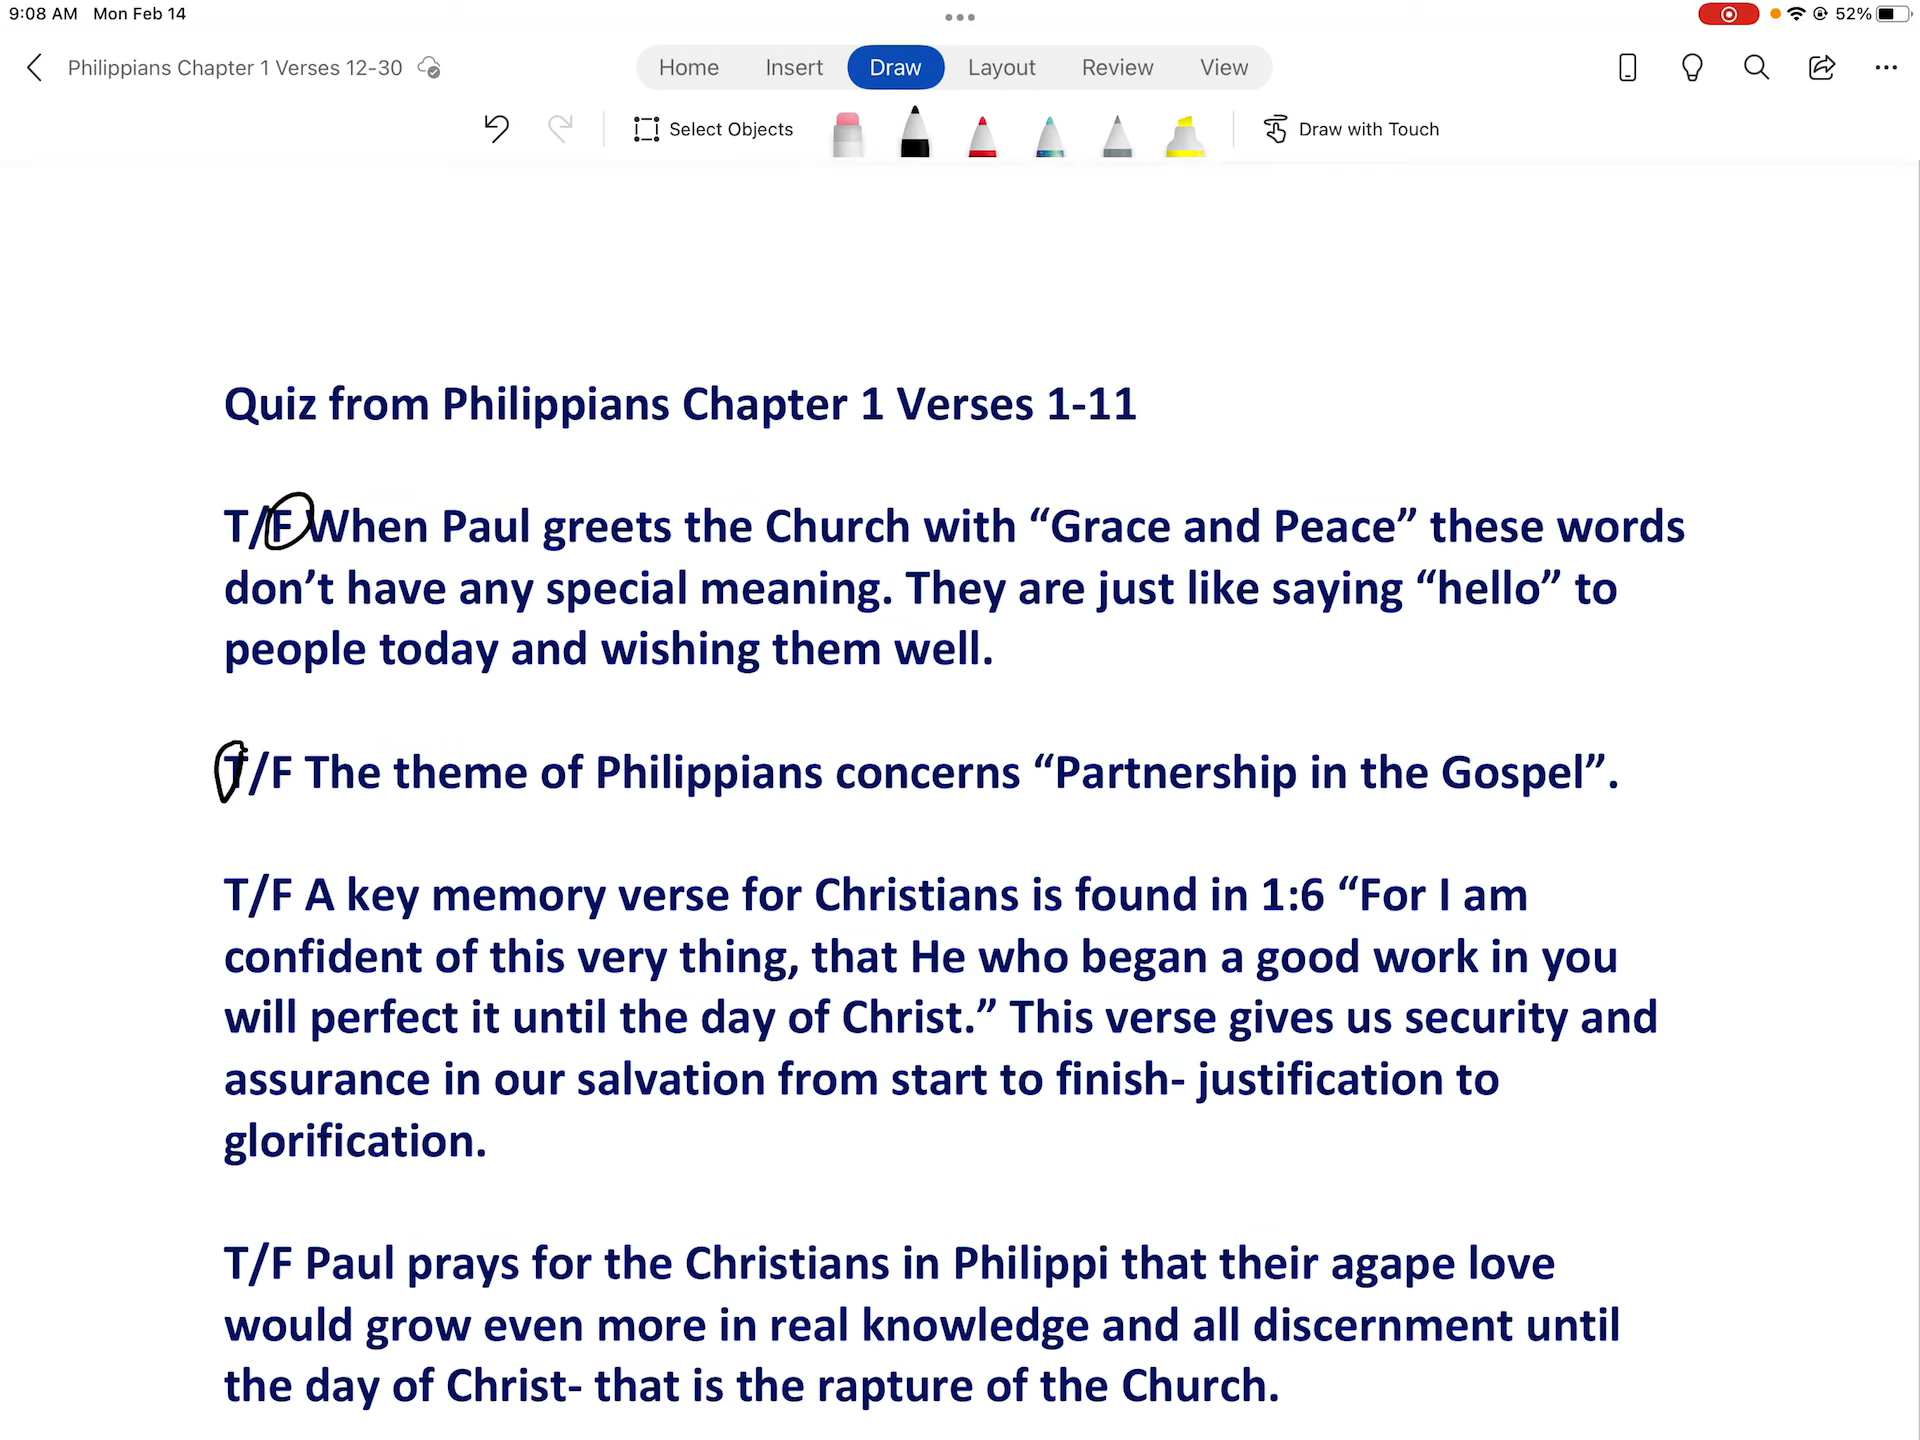 9:08 AM Mon Feb 14
52%
Philippians Chapter 1 Verses 12-30
Home Insert Draw Layout Review View
Select Objects
Draw with Touch
Quiz from Philippians Chapter 1 Verses 1-11
T/F When Paul greets the Church with “Grace and Peace” these words
don’t have any special meaning. They are just like saying “hello” to
people today and wishing them well.
T/F The theme of Philippians concerns “Partnership in the Gospel”.
T/F A key memory verse for Christians is found in 1:6 “For I am
confident of this very thing, that He who began a good work in you
will perfect it until the day of Christ.” This verse gives us security and
assurance in our salvation from start to finish- justification to
glorification.
T/F Paul prays for the Christians in Philippi that their agape love
would grow even more in real knowledge and all discernment until
the day of Christ- that is the rapture of the Church.